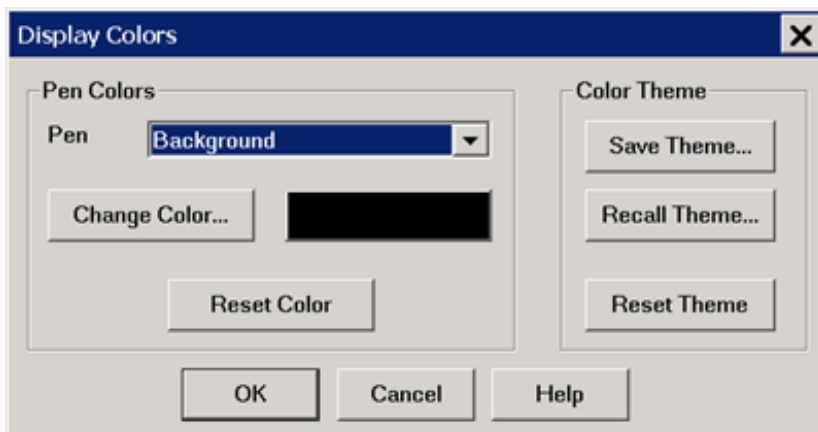 Display Colors
Pen Colors
Pen
Background
Change Color...
Reset Color
Color Theme
Save Theme...
Recall Theme...
Reset Theme
OK
Cancel
Help